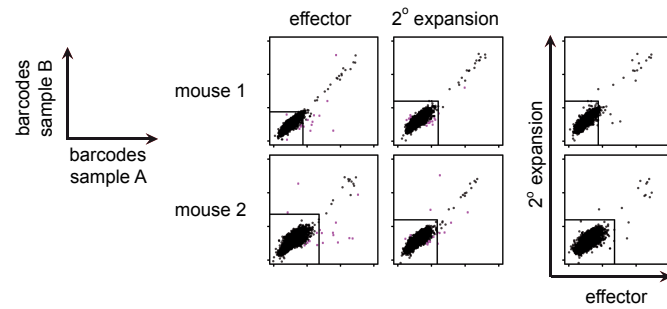 effector
2° expansion
barcodes
sample B
mouse 1
barcodes
sample A
mouse 2
2° expansion
effector